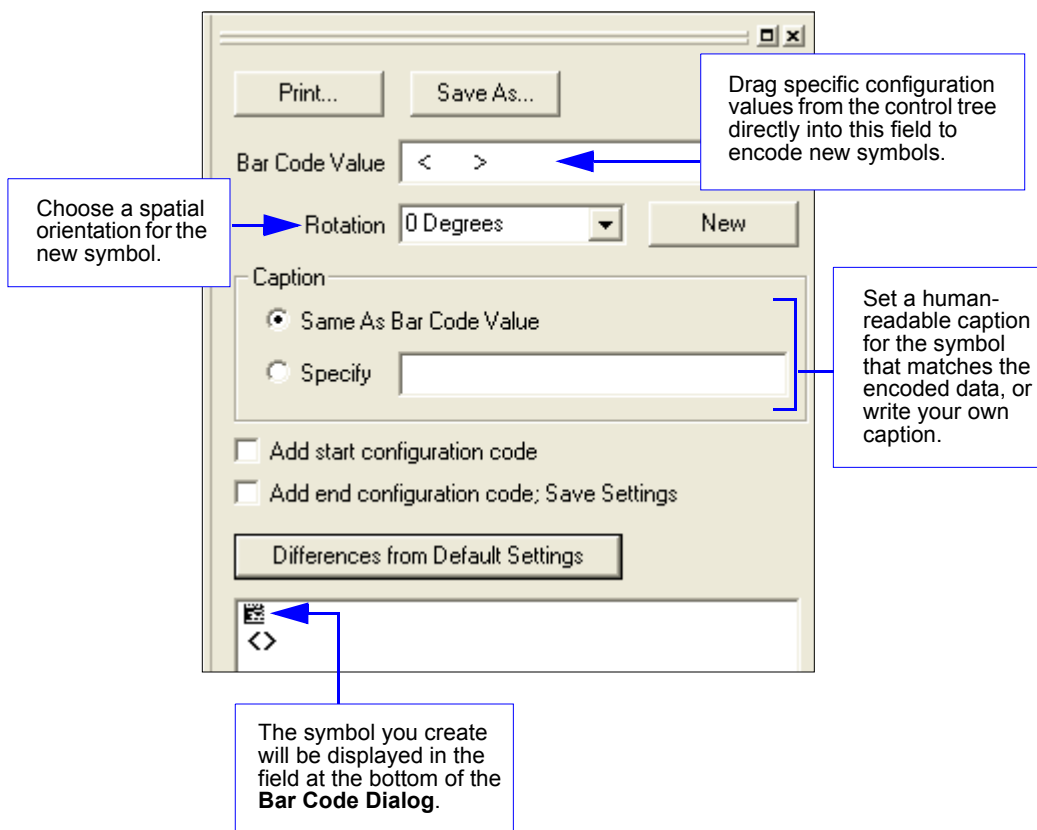 Print...
Save As...
Drag specific configuration
values from the control tree
directly into this field to
encode new symbols.
Bar Code Value
< >
Choose a spatial
orientation for the
new symbol.
Rotation
0 Degrees
New
Caption
Same As Bar Code Value
Specify
Set a human-
readable caption
for the symbol
that matches the
encoded data, or
write your own
caption.
Add start configuration code
Add end configuration code; Save Settings
Differences from Default Settings
<>
The symbol you create
will be displayed in the
field at the bottom of the
Bar Code Dialog.